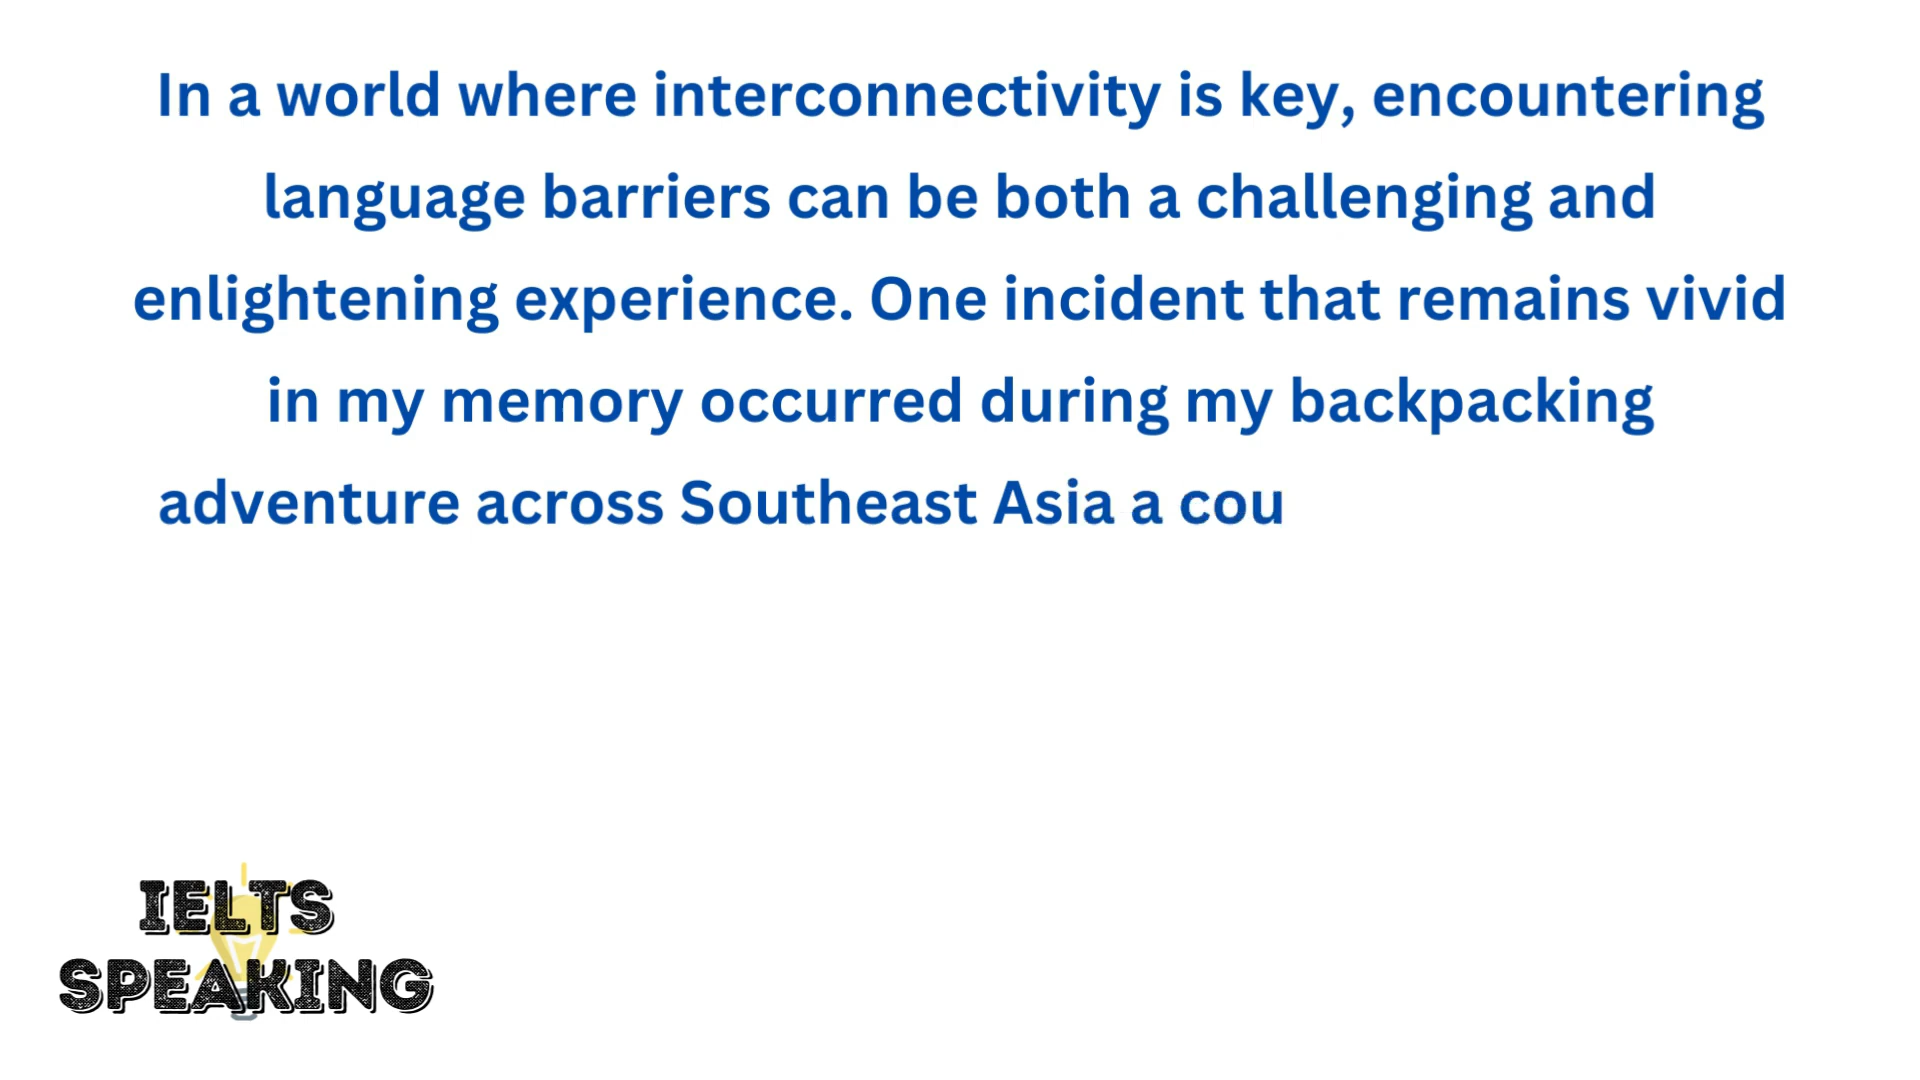 In a world where interconnectivity is key, encountering
language barriers can be both a challenging and
enlightening experience. One incident that remains vivid
in my memory occurred during my backpacking
adventure across Southeast Asia a cou
IELTS
SPEAKING